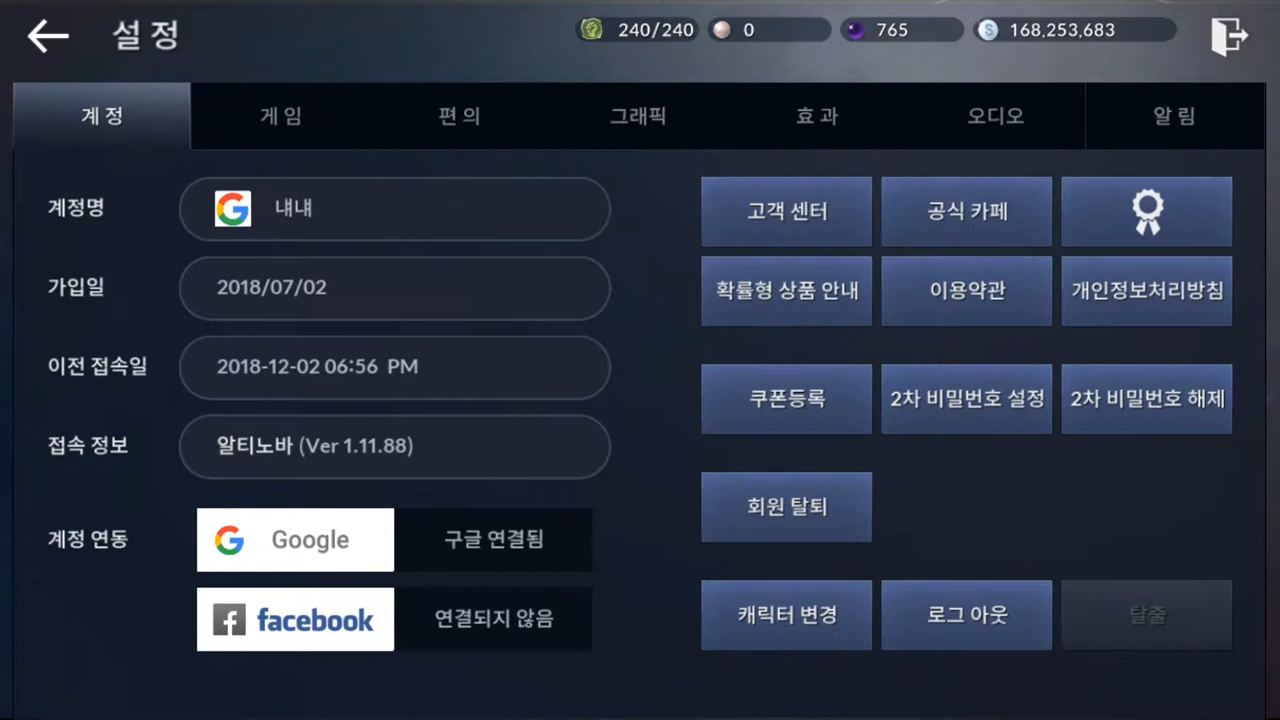 설정
240/240
0
765
168,253,683
계정
게임
편의
그래픽
효과
오디오
알림
계정명
냬냬
고객 센터
공식 카페
가입일
2018/07/02
확률형 상품 안내
이용약관
개인정보처리방침
이전 접속일
2018-12-02 06:56 PM
쿠폰등록
2차 비밀번호 설정
2차 비밀번호 해제
접속 정보
알티노바 (Ver 1.11.88)
회원 탈퇴
계정 연동
Google
구글 연결됨
facebook
연결되지 않음
캐릭터 변경
로그 아웃
탈출